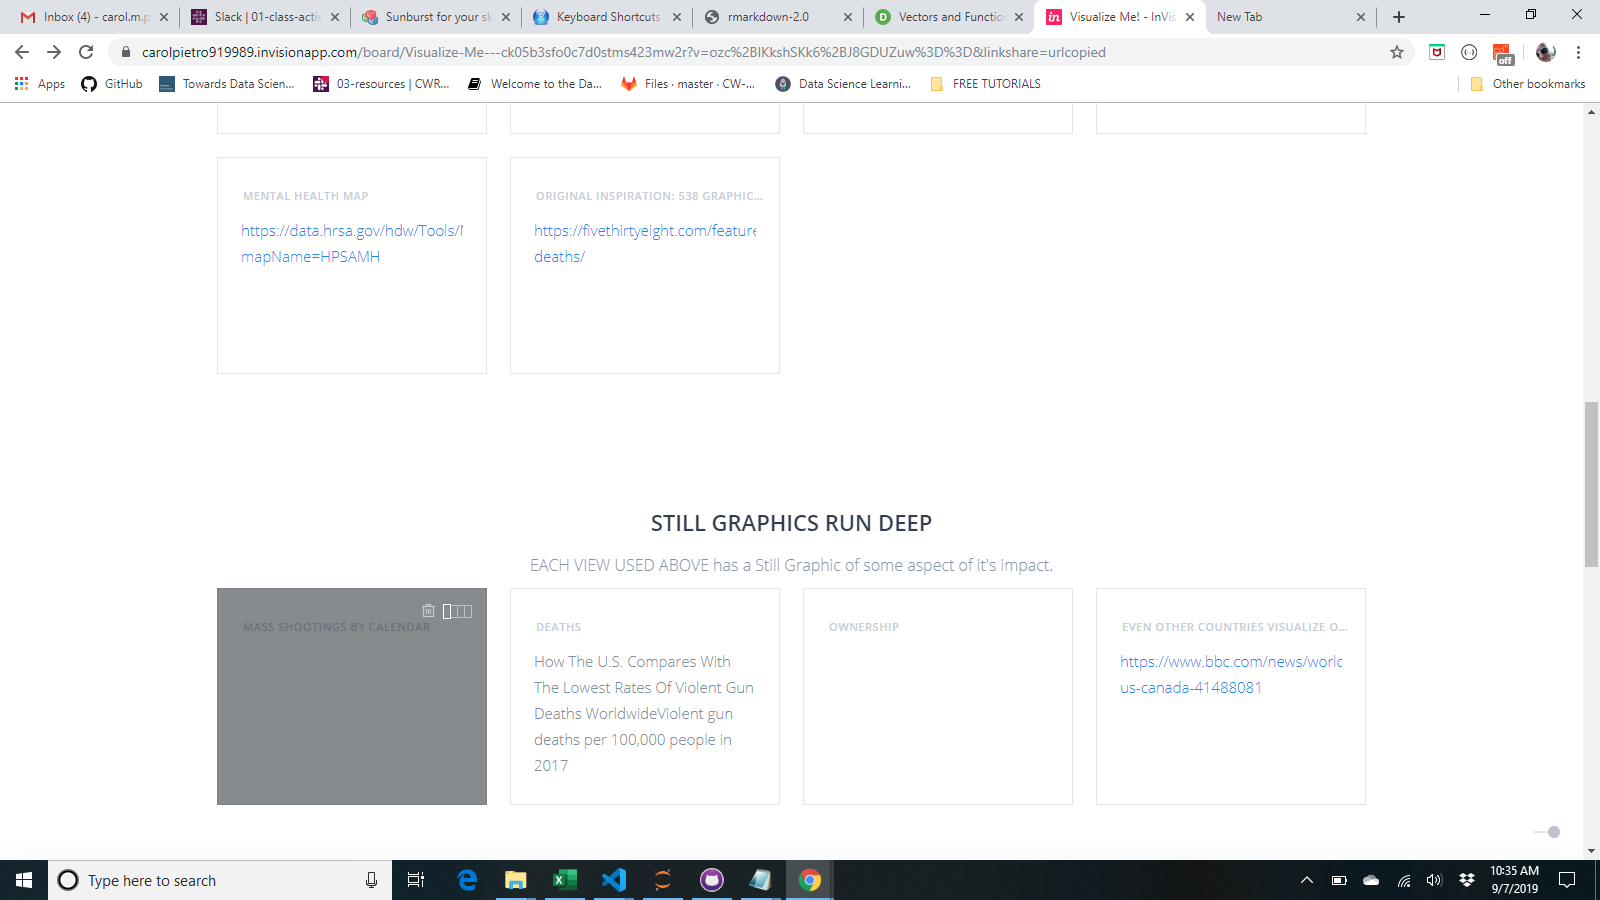 Inbox (4) - carol.m.p
Slack | 01-class-activ
Sunburst for your sk
Keyboard Shortcuts
rmarkdown-2.0
Vectors and Functio
Visualize Me! - InVis
New Tab
carolpietro919989.invisionapp.com/board/Visualize-Me---ck05b3sfo0c7d0stms423mw2r?v=ozc%2BIKkshSKk6%2BJ8GDUZuw%3D%3D&linkshare=urlcopied
off
Apps
GitHub
Towards Data Scien...
03-resources | CWR...
Welcome to the Da...
Files · master · CW-...
Data Science Learni...
FREE TUTORIALS
Other bookmarks
MENTAL HEALTH MAP
https://data.hrsa.gov/hdw/Tools/M
mapName=HPSAMH
ORIGINAL INSPIRATION: 538 GRAPHIC...
https://fivethirtyeight.com/feature
deaths/
STILL GRAPHICS RUN DEEP
EACH VIEW USED ABOVE has a Still Graphic of some aspect of it's impact.
MASS SHOOTINGS BY CALENDAR
DEATHS
How The U.S. Compares With
The Lowest Rates Of Violent Gun
Deaths WorldwideViolent gun
deaths per 100,000 people in
2017
OWNERSHIP
EVEN OTHER COUNTRIES VISUALIZE O...
https://www.bbc.com/news/world
us-canada-41488081
Type here to search
10:35 AM
9/7/2019